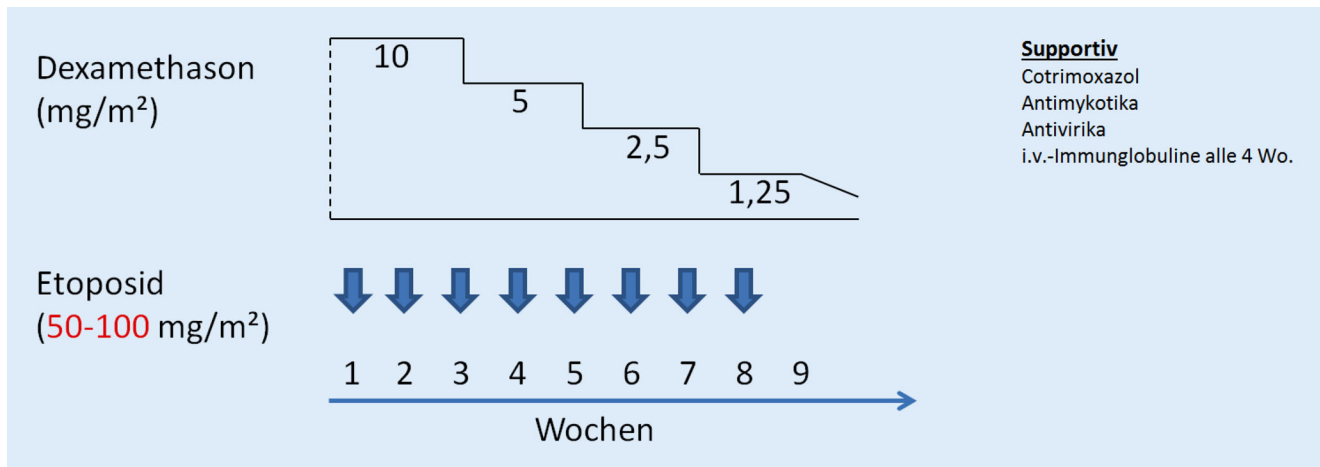 Dexamethason
(mg/m²)
10
5
2,5
1,25
Supportiv
Cotrimoxazol
Antimykotika
Antivirika
i.v.-Immunglobuline alle 4 Wo.
Etoposid
(50-100 mg/m²)
1 2 3 4 5 6 7 8 9
Wochen